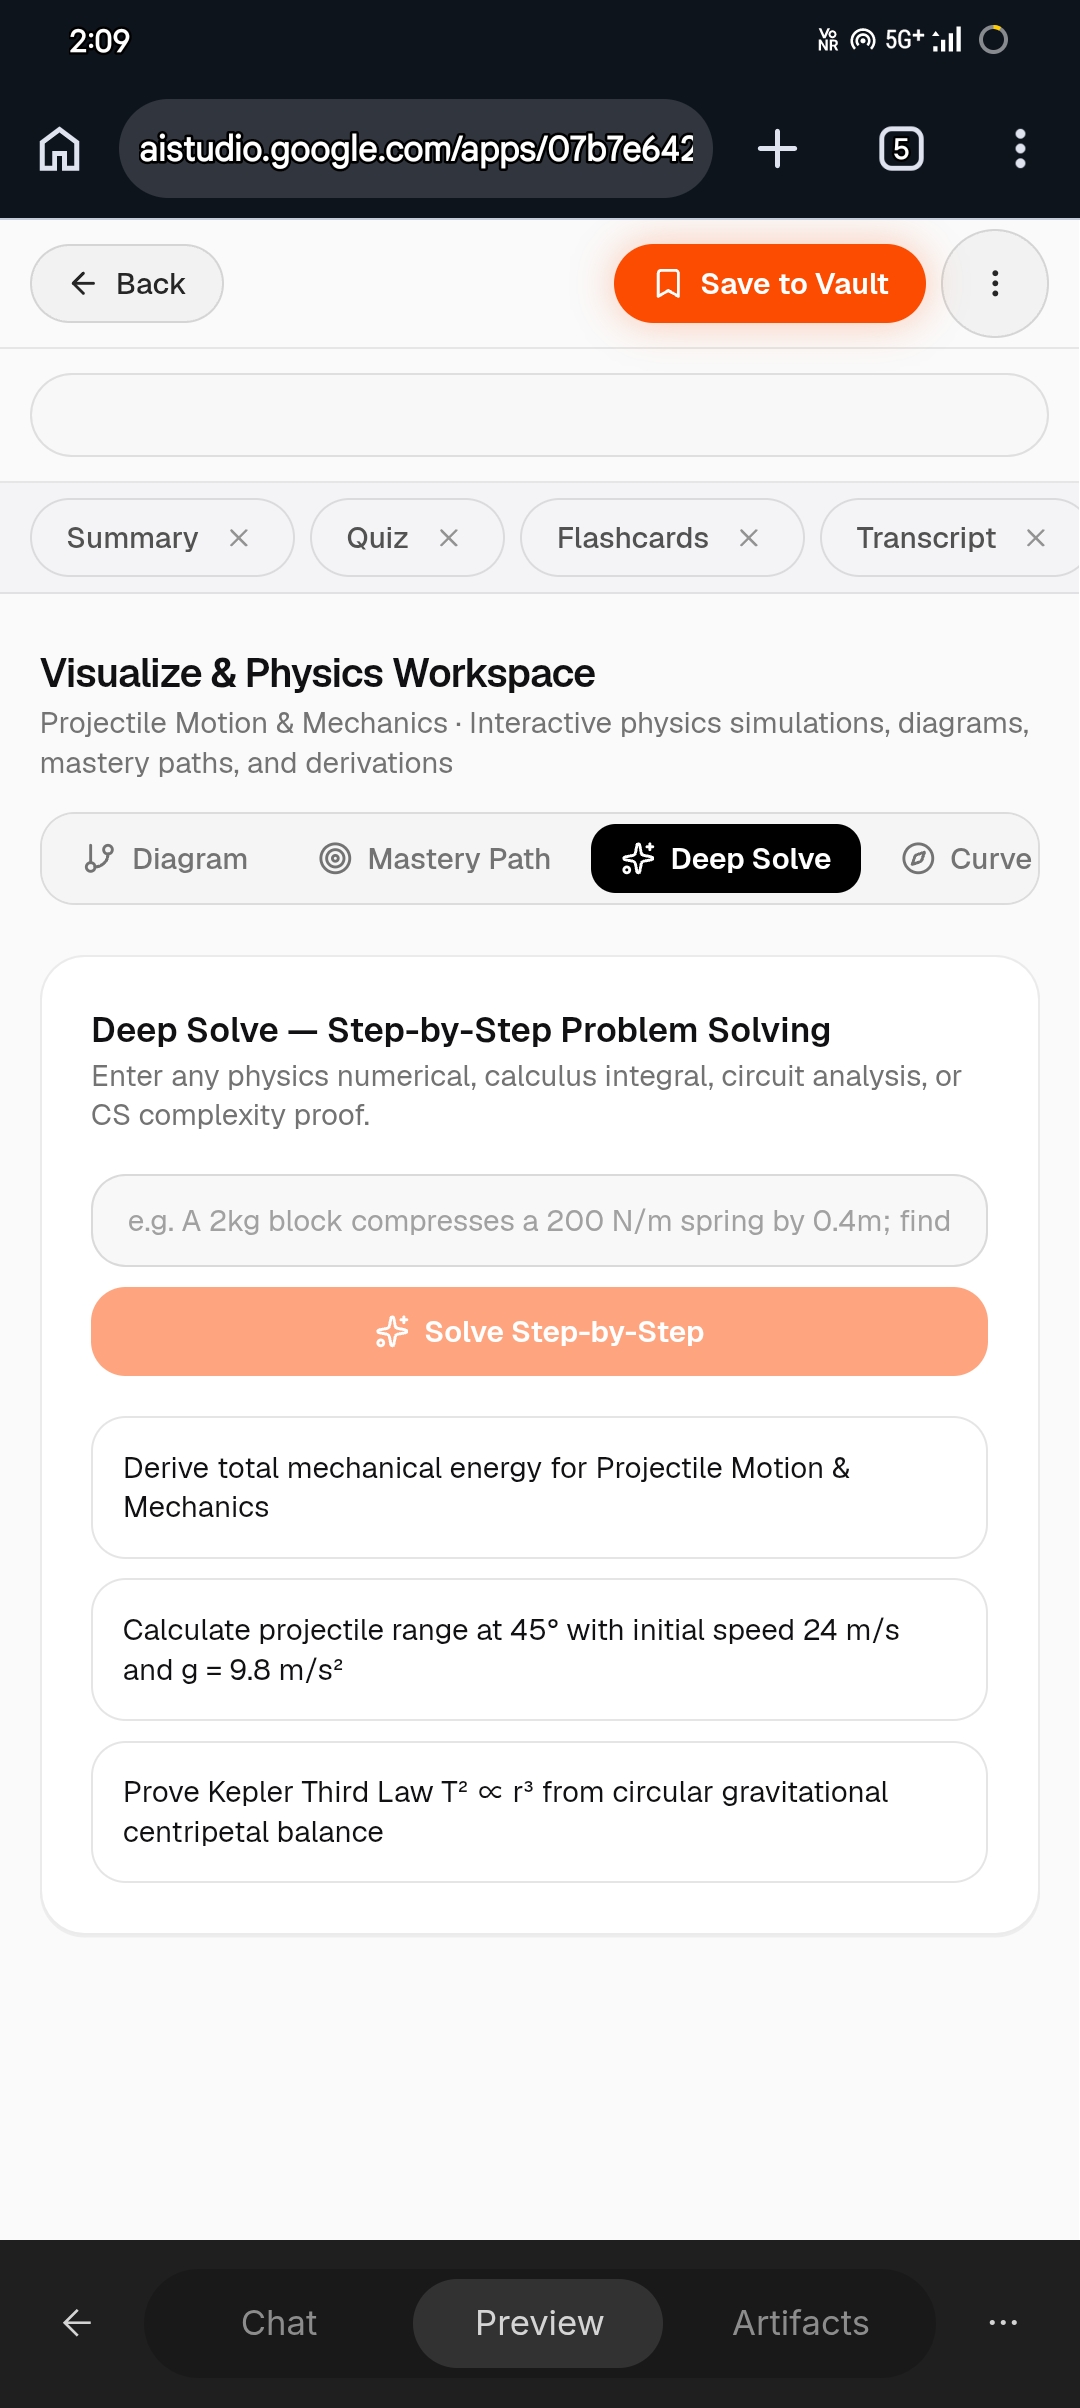 2:09
Vo
NR
5G+
aistudio.google.com/apps/07b7e642
5
Back
Save to Vault
Summary
Quiz
Flashcards
Transcript
Visualize & Physics Workspace
Projectile Motion & Mechanics · Interactive physics simulations, diagrams,
mastery paths, and derivations
Diagram
Mastery Path
Deep Solve
Curve
Deep Solve — Step-by-Step Problem Solving
Enter any physics numerical, calculus integral, circuit analysis, or
CS complexity proof.
e.g. A 2kg block compresses a 200 N/m spring by 0.4m; find
Solve Step-by-Step
Derive total mechanical energy for Projectile Motion &
Mechanics
Calculate projectile range at 45° with initial speed 24 m/s
and g = 9.8 m/s²
Prove Kepler Third Law T² ∝ r³ from circular gravitational
centripetal balance
Chat
Preview
Artifacts